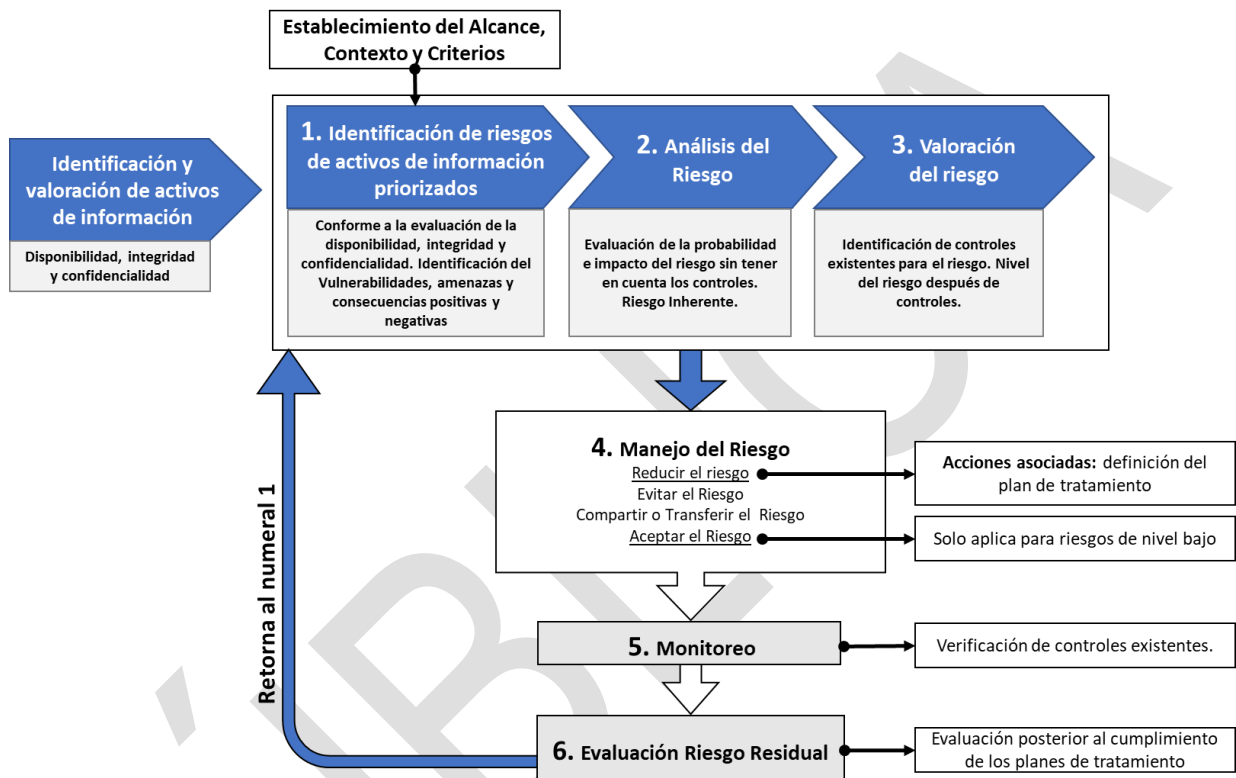 Establecimiento del Alcance,
Contexto y Criterios
Identificación y
valoración de activos
de información
Disponibilidad, integridad
y confidencialidad
1. Identificación de riesgos
de activos de información
priorizados
Conforme a la evaluación de la
disponibilidad, integridad y
confidencialidad. Identificación del
Vulnerabilidades, amenazas y
consecuencias positivas y
negativas
2. Análisis del
Riesgo
Evaluación de la probabilidad
e impacto del riesgo sin tener
en cuenta los controles.
Riesgo Inherente.
3. Valoración
del riesgo
Identificación de controles
existentes para el riesgo. Nivel
del riesgo después de
controles.
4. Manejo del Riesgo
Reducir el riesgo
Evitar el Riesgo
Compartir o Transferir el Riesgo
Aceptar el Riesgo
Acciones asociadas: definición del
plan de tratamiento
Solo aplica para riesgos de nivel bajo
5. Monitoreo
Verificación de controles existentes.
6. Evaluación Riesgo Residual
Evaluación posterior al cumplimiento
de los planes de tratamiento
Retorna al numeral 1